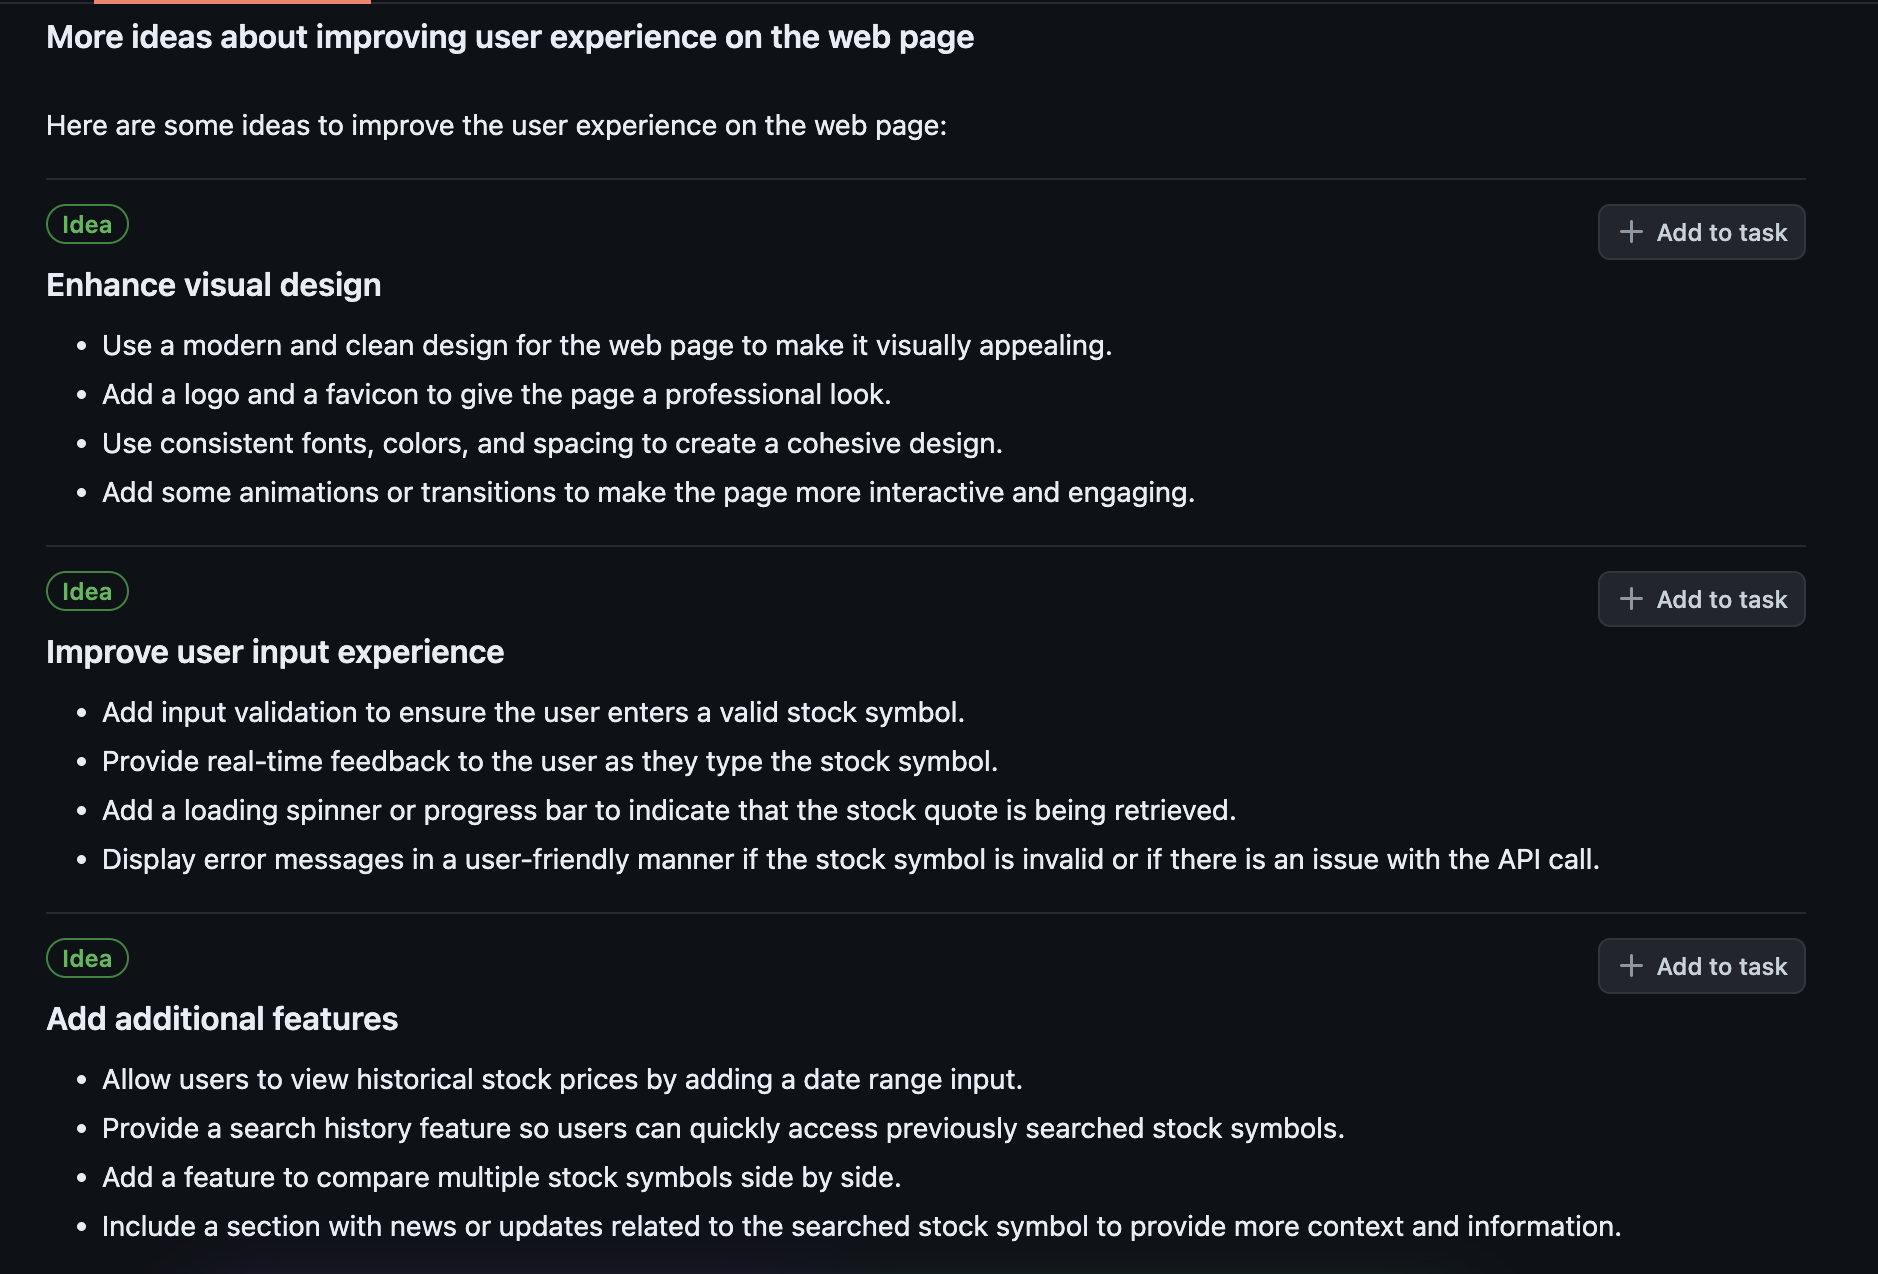 More ideas about improving user experience on the web page
Here are some ideas to improve the user experience on the web page:
Idea
Add to task
Enhance visual design
• Use a modern and clean design for the web page to make it visually appealing.
• Add a logo and a favicon to give the page a professional look.
• Use consistent fonts, colors, and spacing to create a cohesive design.
• Add some animations or transitions to make the page more interactive and engaging.
Idea
Add to task
Improve user input experience
• Add input validation to ensure the user enters a valid stock symbol.
• Provide real-time feedback to the user as they type the stock symbol.
• Add a loading spinner or progress bar to indicate that the stock quote is being retrieved.
• Display error messages in a user-friendly manner if the stock symbol is invalid or if there is an issue with the API call.
Idea
Add to task
Add additional features
• Allow users to view historical stock prices by adding a date range input.
• Provide a search history feature so users can quickly access previously searched stock symbols.
• Add a feature to compare multiple stock symbols side by side.
• Include a section with news or updates related to the searched stock symbol to provide more context and information.